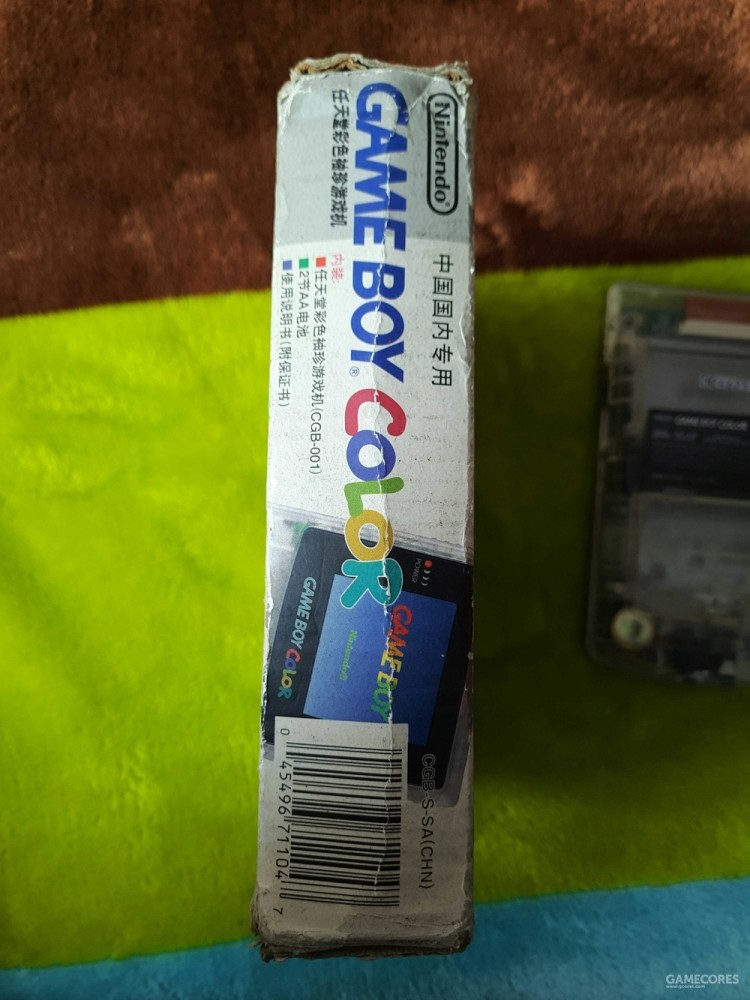 Nintendo®
GAME BOY COLOR
®
任天堂彩色袖珍游戏机
中国国内专用
内装:
任天堂彩色袖珍游戏机(CGB-001)
2节AA电池
使用说明书(附保证书)
POWER
GAME BOY
Nintendo®
GAME BOY COLOR
CGB-S-SA(CHN)
0 45496 71104 7
GAME BOY COLOR
GAMECORES